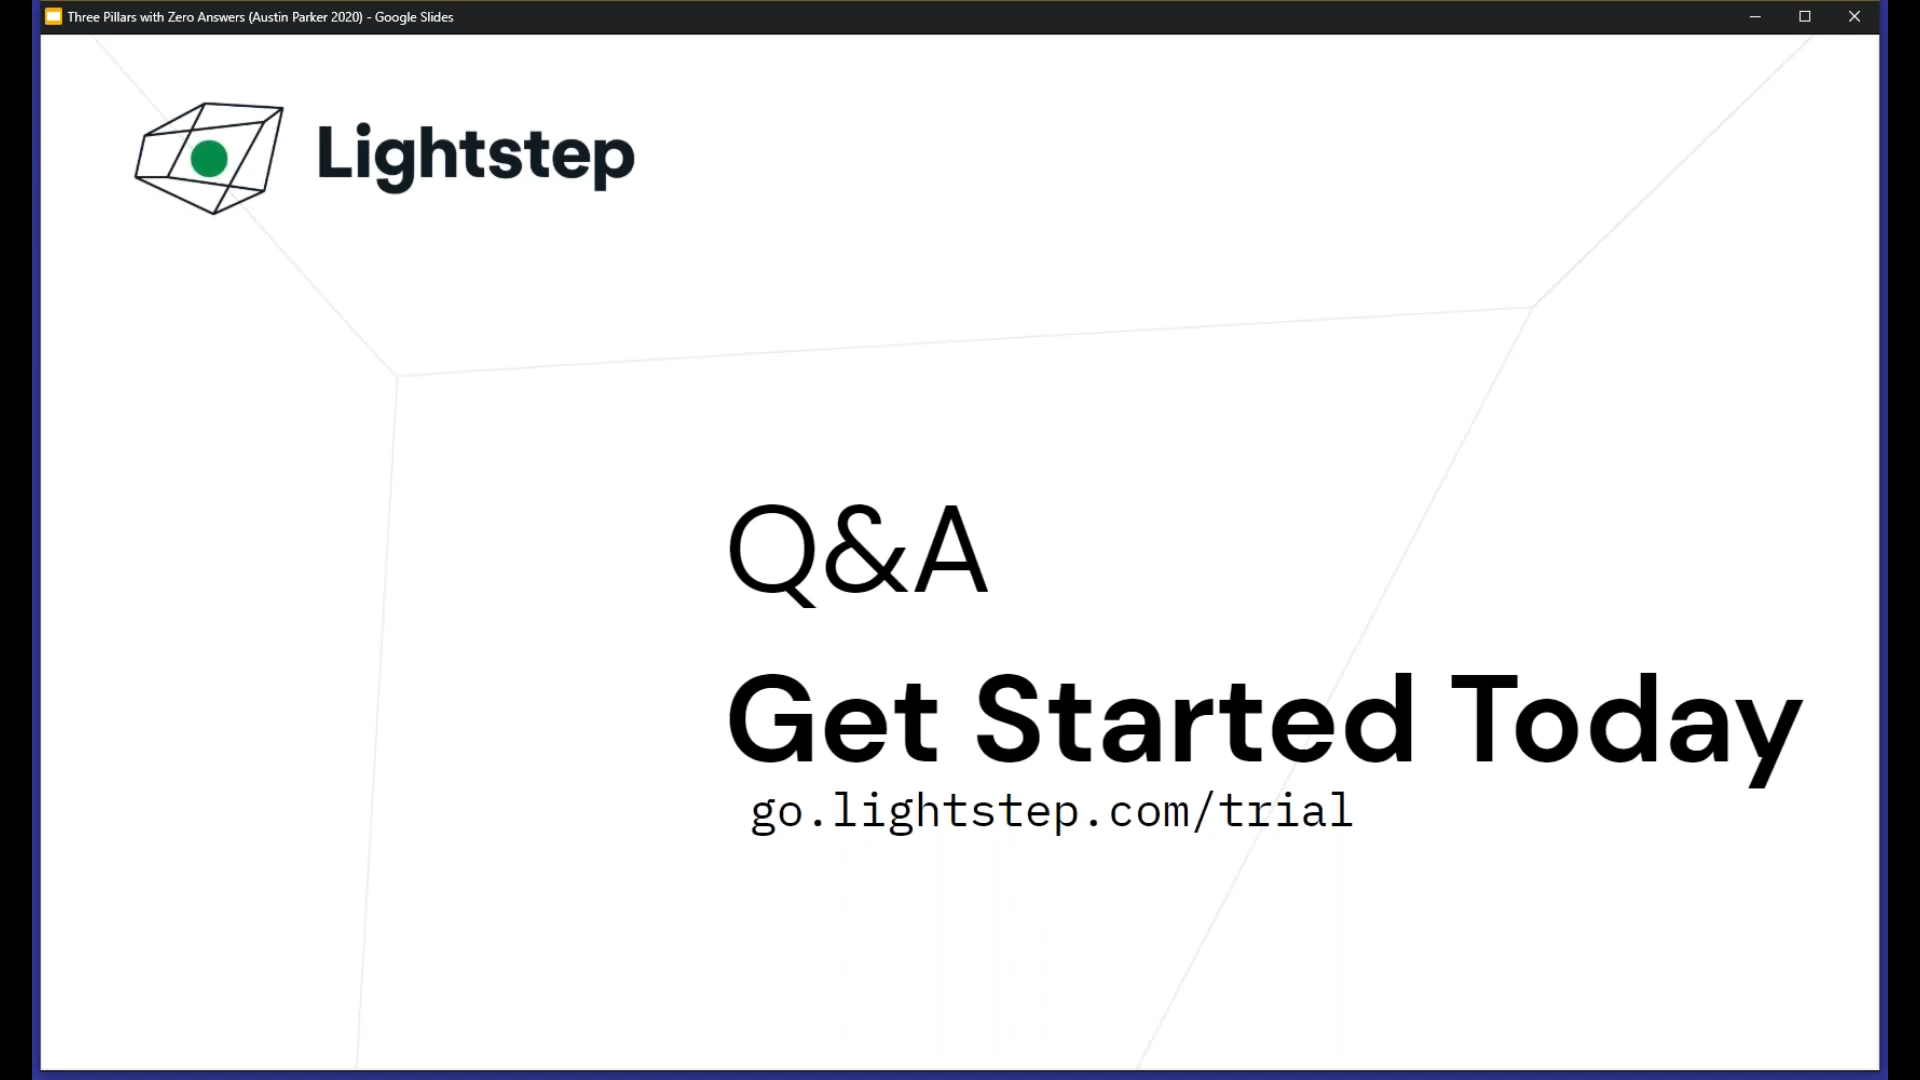 Three Pillars with Zero Answers (Austin Parker 2020) - Google Slides
Lightstep
Q&A
Get Started Today
go.lightstep.com/trial